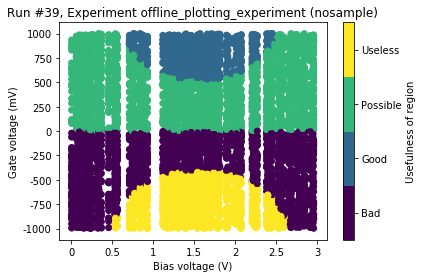 Run #39, Experiment offline_plotting_experiment (nosample)
1000
750
500
250
0
-250
-500
-750
-1000
Gate voltage (mV)
0
0.5
1
1.5
2
2.5
3
Bias voltage (V)
Useless
Possible
Good
Bad
Usefulness of region